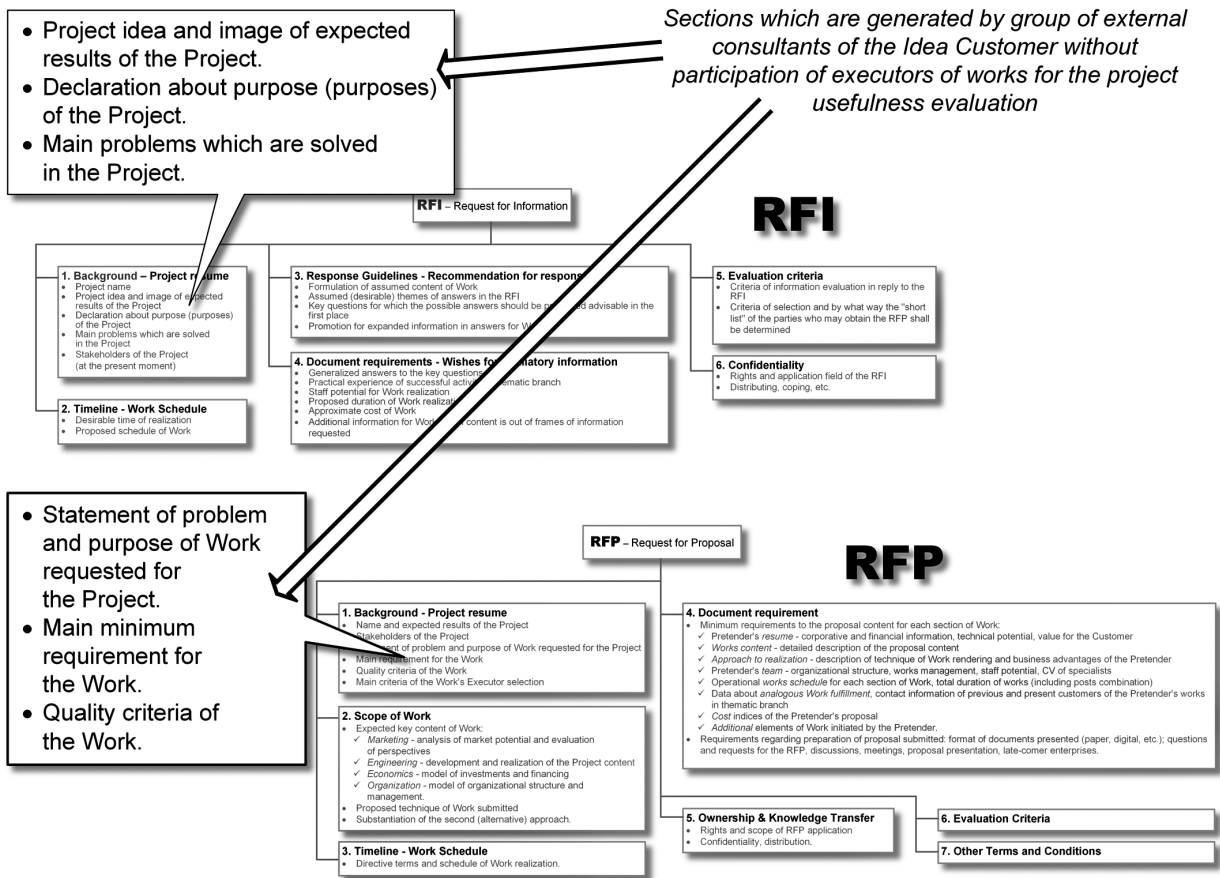 • Project idea and image of expected
results of the Project.
• Declaration about purpose (purposes)
of the Project.
• Main problems which are solved
in the Project.
Sections which are generated by group of external
consultants of the Idea Customer without
participation of executors of works for the project
usefulness evaluation
RFI – Request for Information
RFI
1. Background – Project resume
• Project name
• Project idea and image of expected
results of the Project
• Declaration about purpose (purposes)
of the Project
• Main problems which are solved
in the Project
• Stakeholders of the Project
(at the present moment)
2. Timeline - Work Schedule
• Desirable time of realization
• Proposed schedule of Work
3. Response Guidelines - Recommendation for respons
• Formulation of assumed content of Work
• Assumed (desirable) themes of answers in the RFI
• Key questions for which the possible answers should be advisable in the
first place
• Promotion for expanded information in answers for W
4. Document requirements - Wishes for matory information
• Generalized answers to the key questions
• Practical experience of successful activi ematic branch
• Staff potential for Work realization
• Proposed duration of Work realizati
• Approximate cost of Work
• Additional information for Work content is out of frames of information
requested
5. Evaluation criteria
• Criteria of information evaluation in reply to
the RFI
• Criteria of selection and by what way the "short
list" of the parties who may obtain the RFP shall
be determined
6. Confidentiality
• Rights and application field of the RFI
• Distributing, coping, etc.
• Statement of problem
and purpose of Work
requested for
the Project.
• Main minimum
requirement for
the Work.
• Quality criteria of
the Work.
RFP – Request for Proposal
RFP
1. Background - Project resume
• Name and expected results of the Project
Stakeholders of the Project
ment of problem and purpose of Work requested for the Project
• Main requirement for the Work
• Quality criteria of the Work
• Main criteria of the Work's Executor selection
2. Scope of Work
• Expected key content of Work:
✓ Marketing - analysis of market potential and evaluation
of perspectives
✓ Engineering - development and realization of the Project content
✓ Economics - model of investments and financing
✓ Organization - model of organizational structure and
management.
• Proposed technique of Work submitted
• Substantiation of the second (alternative) approach.
3. Timeline - Work Schedule
• Directive terms and schedule of Work realization.
4. Document requirement
• Minimum requirements to the proposal content for each section of Work:
✓ Pretender's resume - corporative and financial information, technical potential, value for the Customer
✓ Works content - detailed description of the proposal content
✓ Approach to realization - description of technique of Work rendering and business advantages of the Pretender
✓ Pretender's team - organizational structure, works management, staff potential, CV of specialists
✓ Operational works schedule for each section of Work, total duration of works (including posts combination)
✓ Data about analogous Work fulfillment, contact information of previous and present customers of the Pretender's works
in thematic branch
✓ Cost indices of the Pretender's proposal
✓ Additional elements of Work initiated by the Pretender.
• Requirements regarding preparation of proposal submitted: format of documents presented (paper, digital, etc.); questions
and requests for the RFP, discussions, meetings, proposal presentation, late-comer enterprises.
5. Ownership & Knowledge Transfer
• Rights and scope of RFP application
• Confidentiality, distribution.
6. Evaluation Criteria
7. Other Terms and Conditions